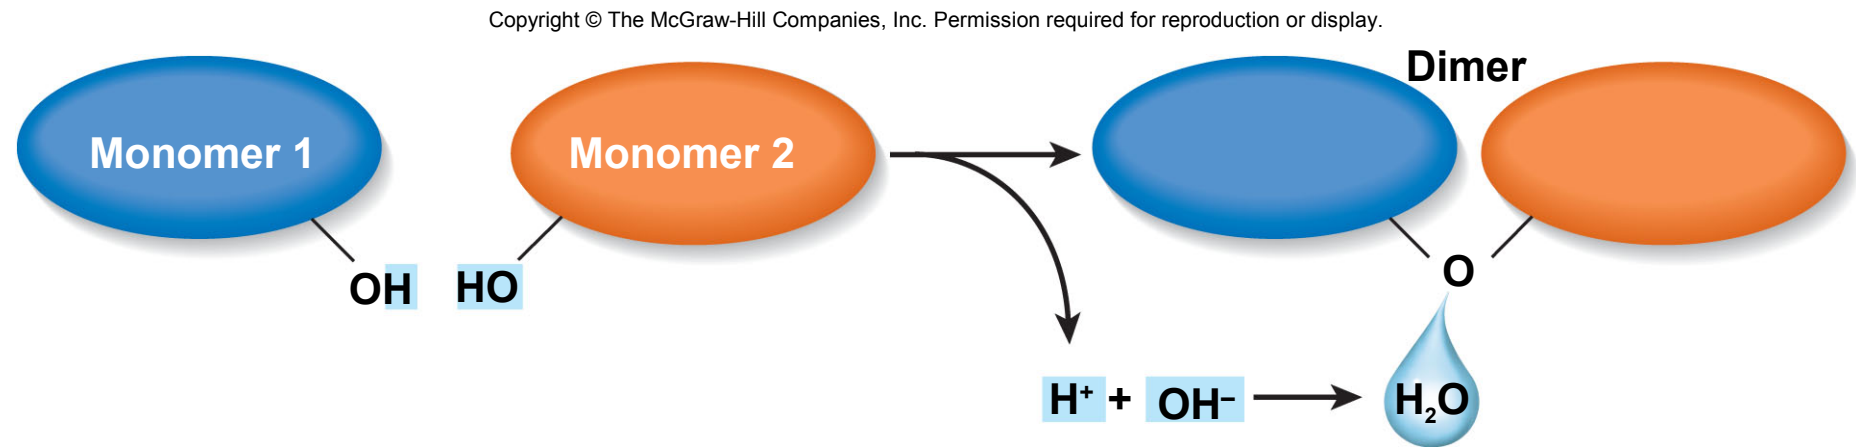 Copyright © The McGraw-Hill Companies, Inc. Permission required for reproduction or display.
Dimer
Monomer 1
Monomer 2
OH
HO
O
H⁺ + OH⁻
H₂O